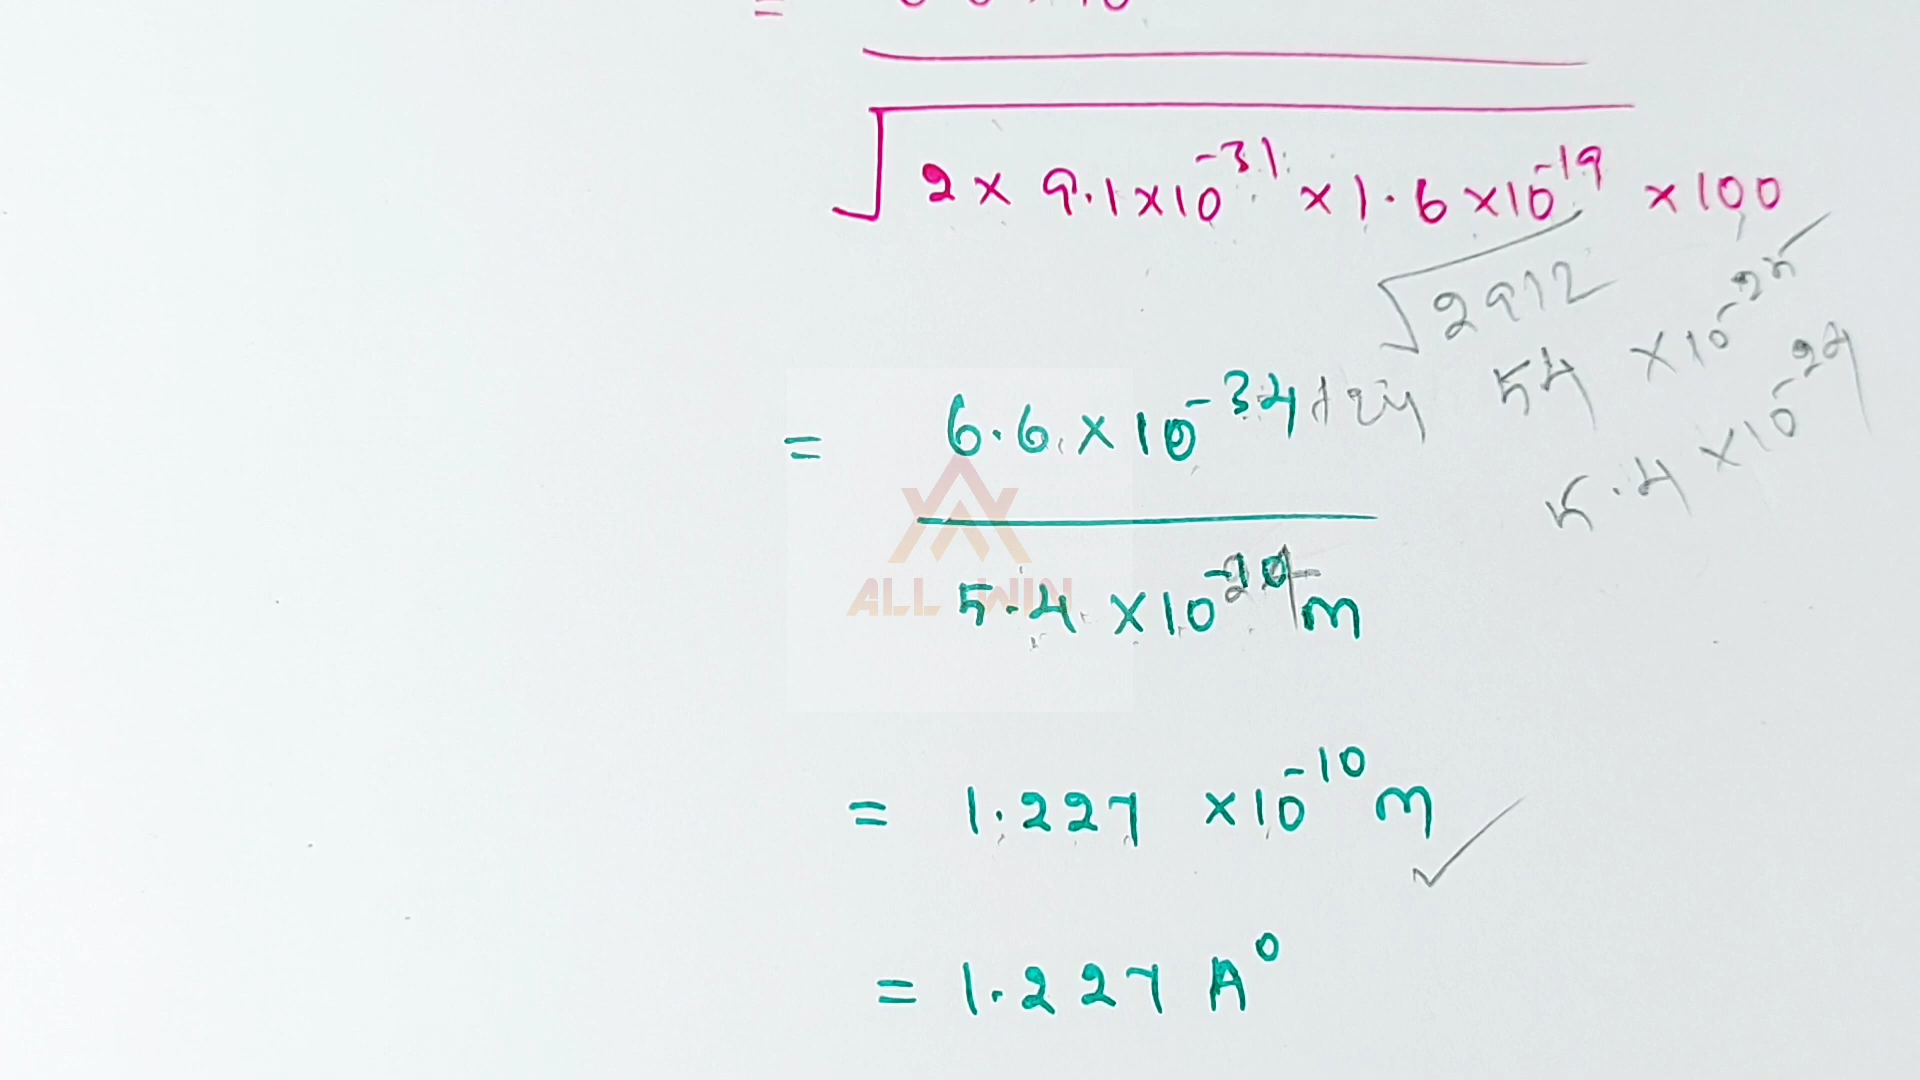 =
√2 × 9.1 × 10^-31 × 1.6 × 10^-19 × 100
√2912
54 × 10^-25
5.4 × 10^-24
= 6.6 × 10^-34 + 24
5.4 × 10^-24 m
ALL WIN
= 1.227 × 10^-10 m ✓
= 1.227 A°